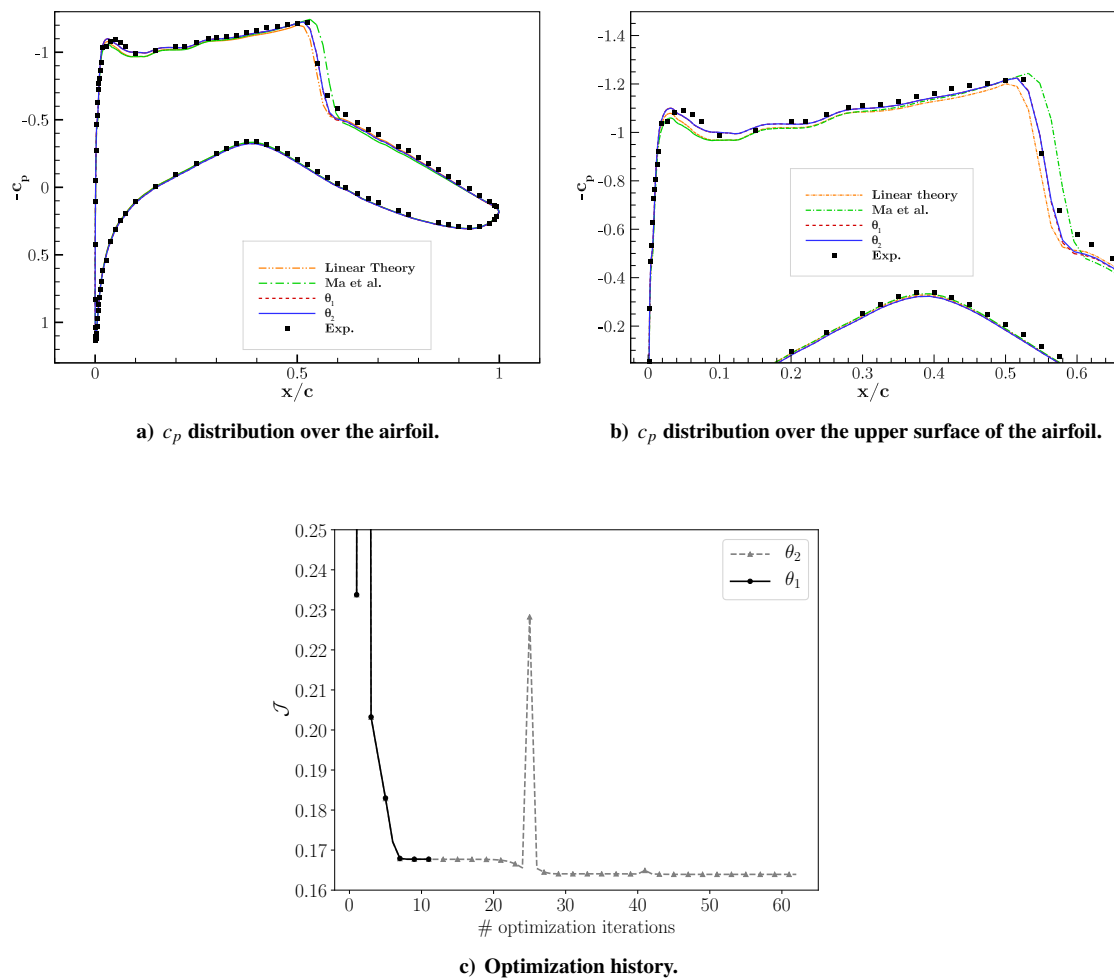 -c_p
-1
-0.5
0
0.5
1
Linear Theory
Ma et al.
θ₁
θ₂
Exp.
0 0.5 1
x/c
a) c_p distribution over the airfoil.
-c_p
-1.4
-1.2
-1
-0.8
-0.6
-0.4
-0.2
Linear theory
Ma et al.
θ₁
θ₂
Exp.
0 0.1 0.2 0.3 0.4 0.5 0.6
x/c
b) c_p distribution over the upper surface of the airfoil.
𝒥
0.25
0.24
0.23
0.22
0.21
0.20
0.19
0.18
0.17
0.16
θ₂
θ₁
0 10 20 30 40 50 60
# optimization iterations
c) Optimization history.